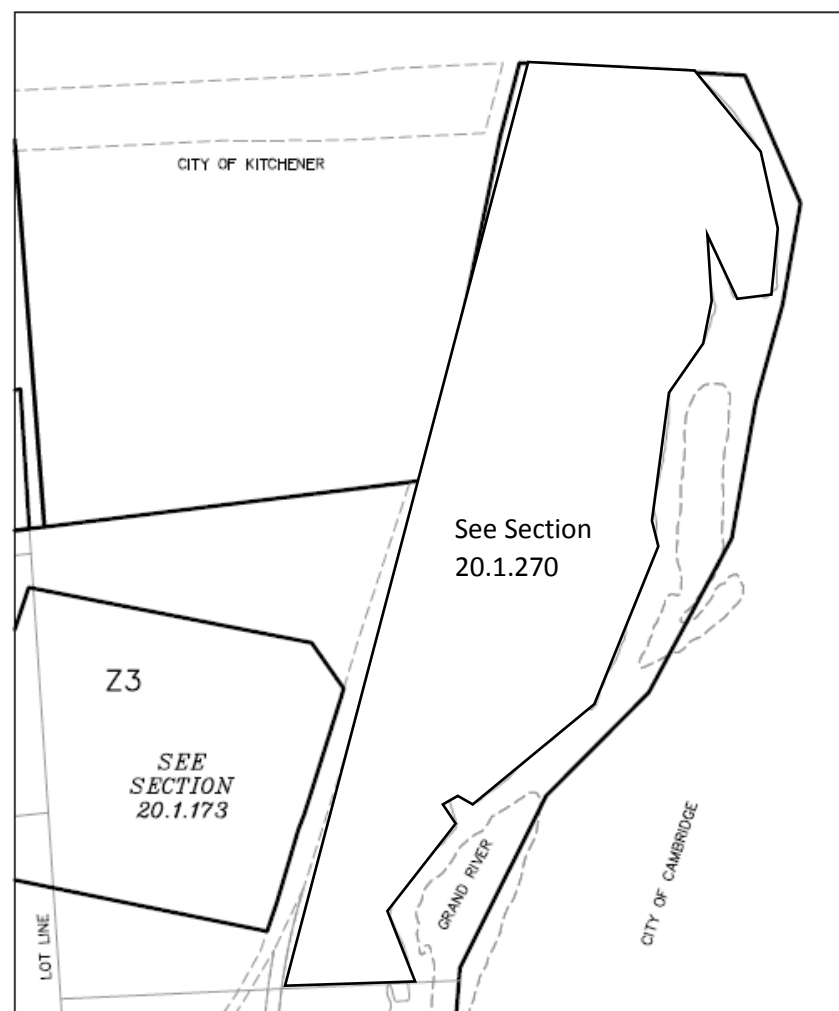 CITY OF KITCHENER
See Section
20.1.270
Z3
SEE
SECTION
20.1.173
GRAND RIVER
CITY OF CAMBRIDGE
LOT LINE